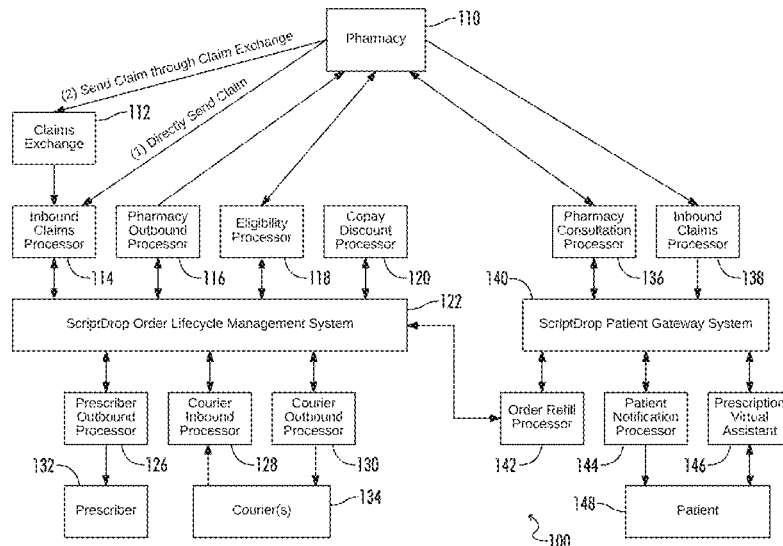 110
Pharmacy
(2) Send Claim through Claim Exchange
112
Claims
Exchange
(1) Directly Send Claim
Inbound
Claims
Processor
Pharmacy
Outbound
Processor
Eligibility
Processor
Copay
Discount
Processor
Pharmacy
Consultation
Processor
Inbound
Claims
Processor
114
116
118
120
136
138
122
140
ScriptDrop Order Lifecycle Management System
ScriptDrop Patient Gateway System
Prescriber
Outbound
Processor
Courier
Inbound
Processor
Courier
Outbound
Processor
Order Refill
Processor
Patient
Notification
Processor
Prescription
Virtual
Assistant
132
126
128
130
142
144
146
134
148
Prescriber
Courier(s)
Patient
100